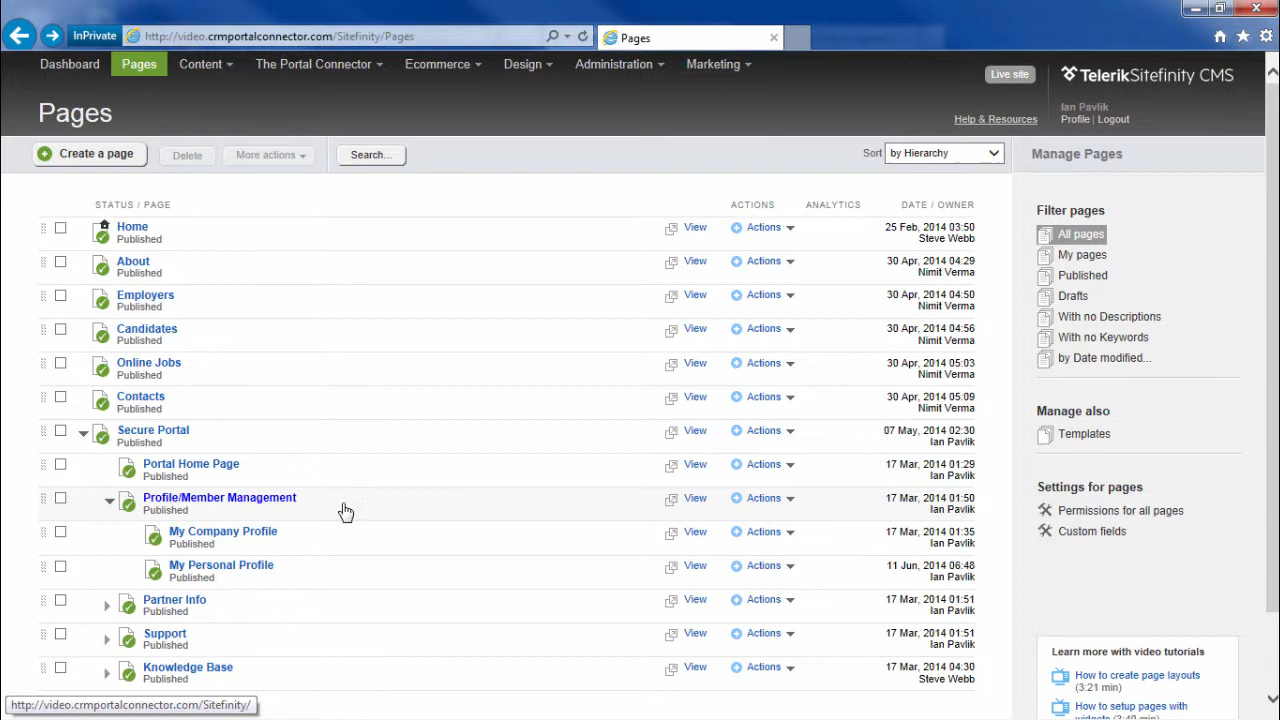 InPrivate http://video.crmportalconnector.com/Sitefinity/Pages Pages
Dashboard Pages Content The Portal Connector Ecommerce Design Administration Marketing
Live site TelerikSitefinity CMS
Pages
Ian Pavlik
Help & Resources Profile | Logout
Create a page Delete More actions Search... Sort by Hierarchy Manage Pages
STATUS / PAGE ACTIONS ANALYTICS DATE / OWNER
Home View Actions 25 Feb, 2014 03:50
Published Steve Webb
About View Actions 30 Apr, 2014 04:29
Published Nimit Verma
Employers View Actions 30 Apr, 2014 04:50
Published Nimit Verma
Candidates View Actions 30 Apr, 2014 04:56
Published Nimit Verma
Online Jobs View Actions 30 Apr, 2014 05:03
Published Nimit Verma
Contacts View Actions 30 Apr, 2014 05:09
Published Nimit Verma
Secure Portal View Actions 07 May, 2014 02:30
Published Ian Pavlik
Portal Home Page View Actions 17 Mar, 2014 01:29
Published Ian Pavlik
Profile/Member Management View Actions 17 Mar, 2014 01:50
Published Ian Pavlik
My Company Profile View Actions 17 Mar, 2014 01:35
Published Ian Pavlik
My Personal Profile View Actions 11 Jun, 2014 06:48
Published Ian Pavlik
Partner Info View Actions 17 Mar, 2014 01:51
Published Ian Pavlik
Support View Actions 17 Mar, 2014 01:51
Published Ian Pavlik
Knowledge Base View Actions 17 Mar, 2014 04:30
Published Steve Webb
Filter pages
All pages
My pages
Published
Drafts
With no Descriptions
With no Keywords
by Date modified...
Manage also
Templates
Settings for pages
Permissions for all pages
Custom fields
Learn more with video tutorials
How to create page layouts
(3:21 min)
How to setup pages with
widgets (3:40 min)
http://video.crmportalconnector.com/Sitefinity/